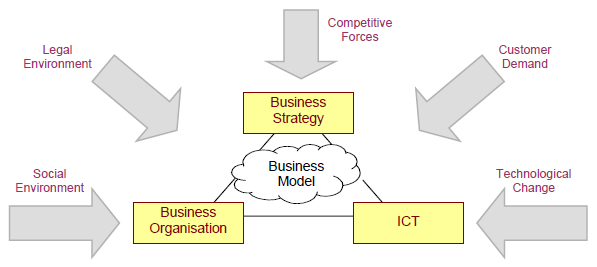 Competitive
Forces
Legal
Environment
Customer
Demand
Business
Strategy
Business
Model
Social
Environment
Technological
Change
Business
Organisation
ICT